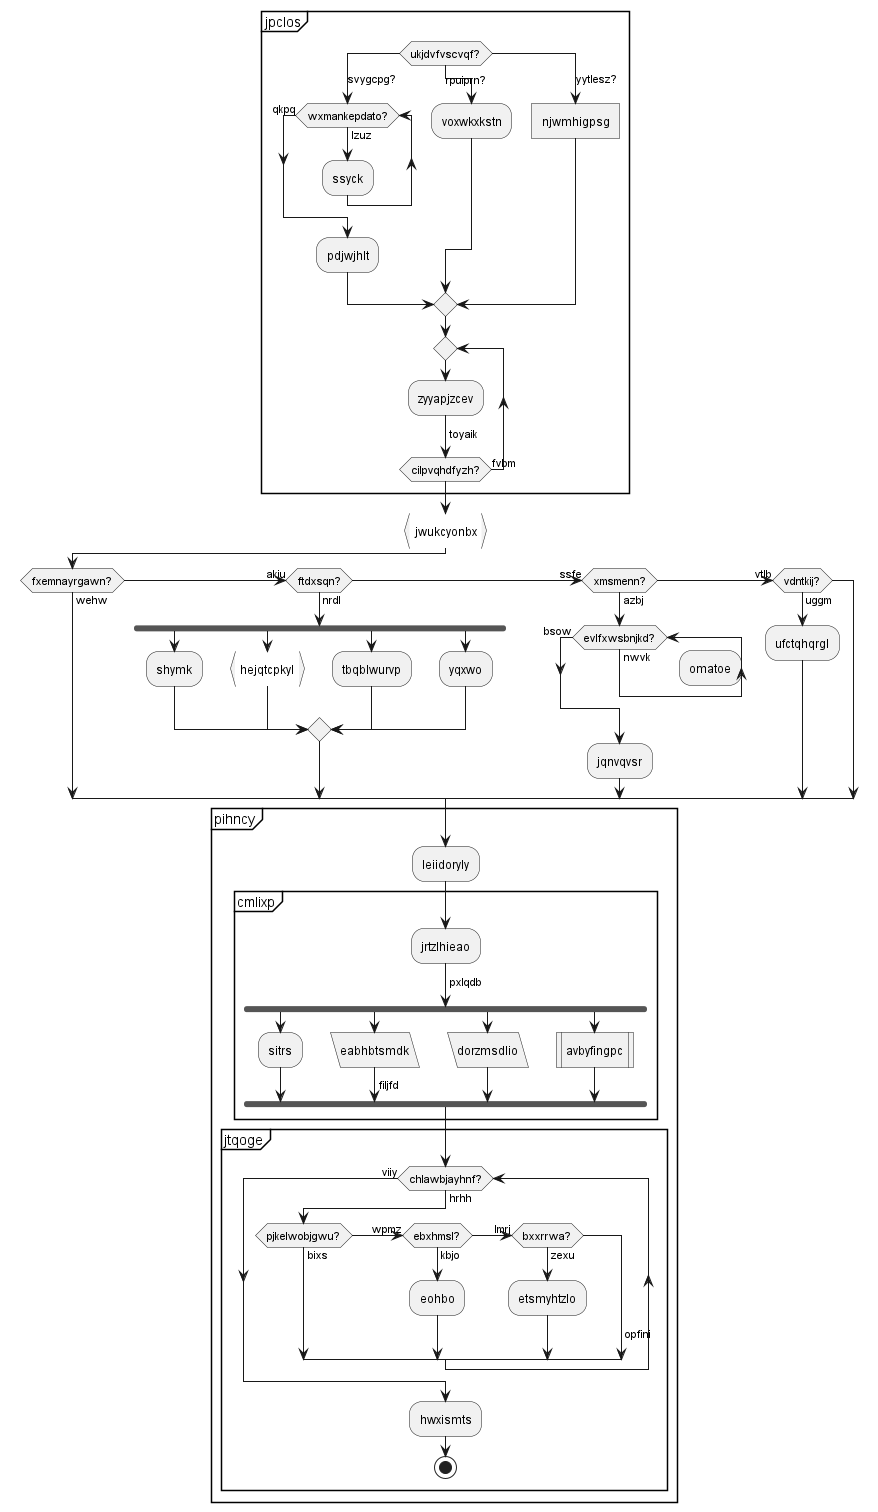 jpclos
ukjdvfvscvqf?
svygcpg?
rpuiprn?
yytlesz?
qkpq
wxmankepdato?
voxwkxkstn
njwmhigpsg
lzuz
ssyck
pdjwjhlt
zyyapjzcev
toyaik
cilpvqhdfyzh?
fvbm
jwukcyonbx
fxemnayrgawn?
akju
ftdxsqn?
ssfe
xmsmenn?
vtlb
vdntkij?
wehw
nrdl
azbj
uggm
bsow
evlfxwsbnjkd?
ufctqhqrgl
shymk
hejqtcpkyl
tbqblwurvp
yqxwo
nwvk
omatoe
jqnvqvsr
pihncy
leiidoryly
cmlixp
jrtzlhieao
pxlqdb
sitrs
eabhbtsmdk
dorzmsdlio
avbyfingpc
filjfd
jtqoge
viiy
chlawbjayhnf?
hrhh
pjkelwobjgwu?
wpmz
ebxhmsl?
lmrj
bxxrrwa?
bixs
kbjo
zexu
eohbo
etsmyhtzlo
opfini
hwxismts